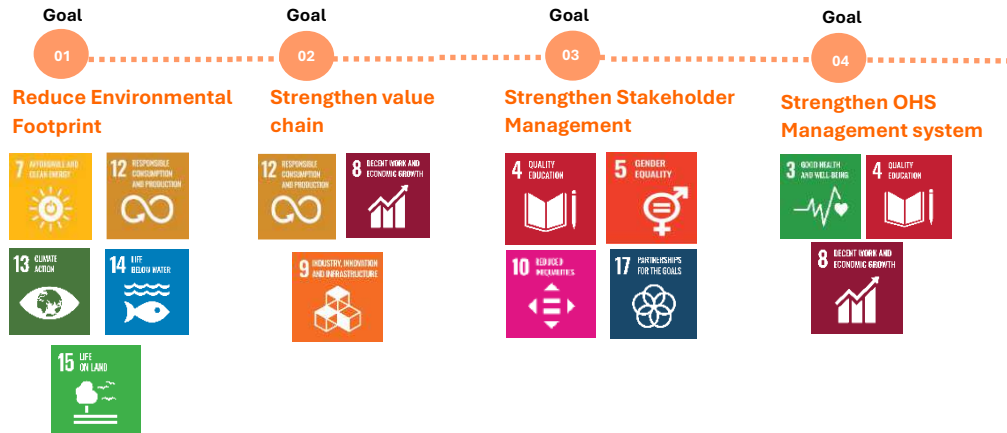 Goal
01
Reduce Environmental
Footprint
7 AFFORDABLE AND
CLEAN ENERGY
12 RESPONSIBLE
CONSUMPTION
AND PRODUCTION
13 CLIMATE
ACTION
14 LIFE
BELOW WATER
15 LIFE
ON LAND
Goal
02
Strengthen value
chain
12 RESPONSIBLE
CONSUMPTION
AND PRODUCTION
8 DECENT WORK AND
ECONOMIC GROWTH
9 INDUSTRY, INNOVATION
AND INFRASTRUCTURE
Goal
03
Strengthen Stakeholder
Management
4 QUALITY
EDUCATION
5 GENDER
EQUALITY
10 REDUCED
INEQUALITIES
17 PARTNERSHIPS
FOR THE GOALS
Goal
04
Strengthen OHS
Management system
3 GOOD HEALTH
AND WELL-BEING
4 QUALITY
EDUCATION
8 DECENT WORK AND
ECONOMIC GROWTH